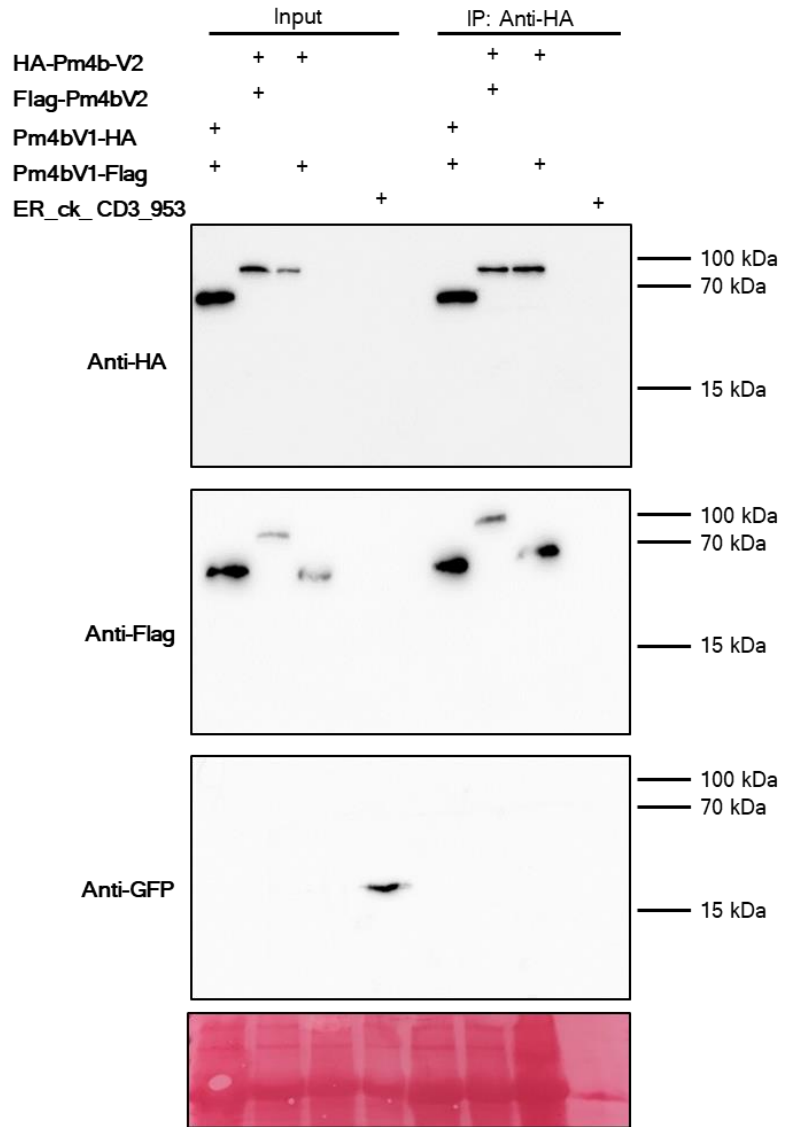 Input IP: Anti-HA
HA-Pm4b-V2 + + + +
Flag-Pm4bV2 + +
Pm4bV1-HA + +
Pm4bV1-Flag + + + +
ER_ck_ CD3_953 + +
100 kDa
70 kDa
Anti-HA
15 kDa
100 kDa
70 kDa
Anti-Flag
15 kDa
100 kDa
70 kDa
Anti-GFP
15 kDa